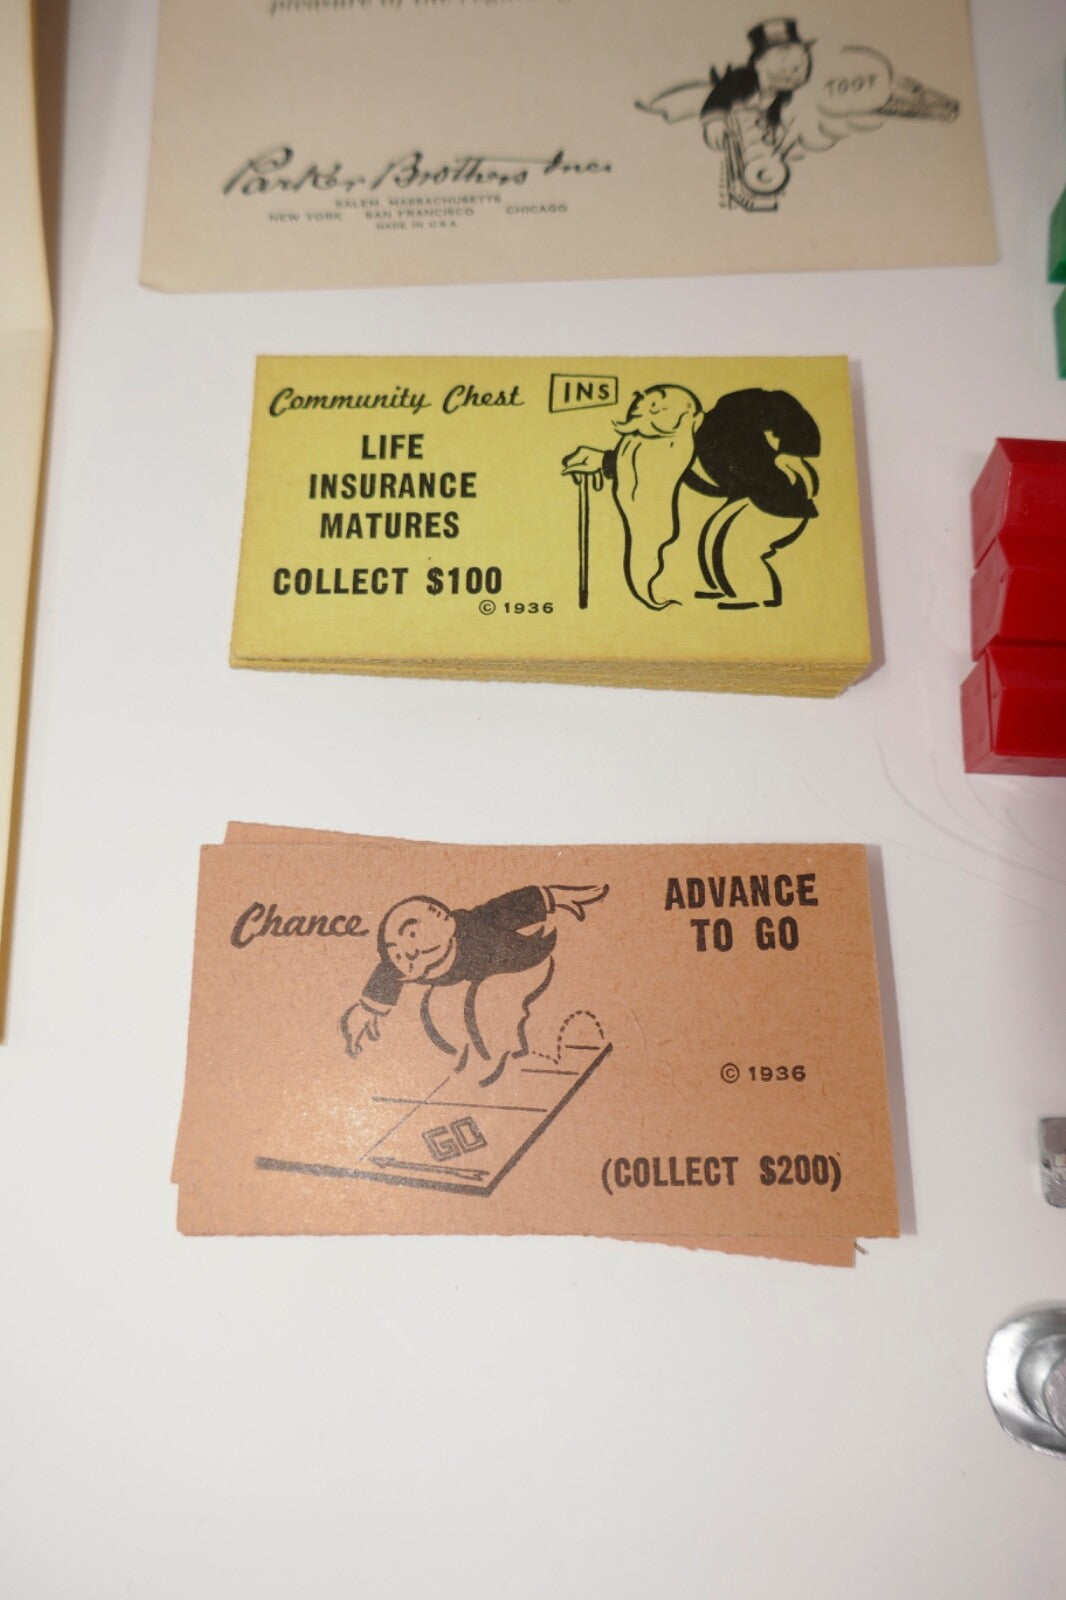 TOOT
Parker Brothers Inc.
SALEM, MASSACHUSETTS
NEW YORK SAN FRANCISCO CHICAGO
MADE IN U.S.A.
Community Chest
INS
LIFE
INSURANCE
MATURES
COLLECT $100
© 1936
Chance
ADVANCE
TO GO
© 1936
GO
(COLLECT $200)